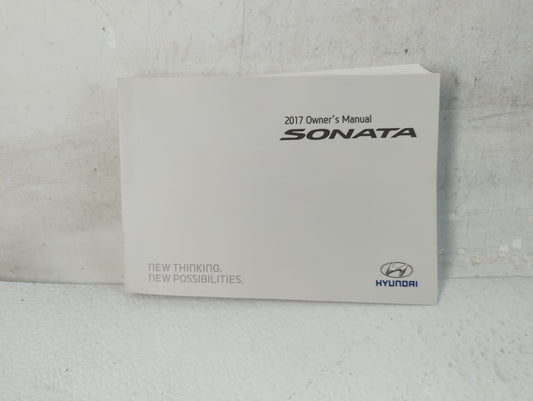 2017 Owner's Manual
SONATA
NEW THINKING.
NEW POSSIBILITIES.
HYUNDAI